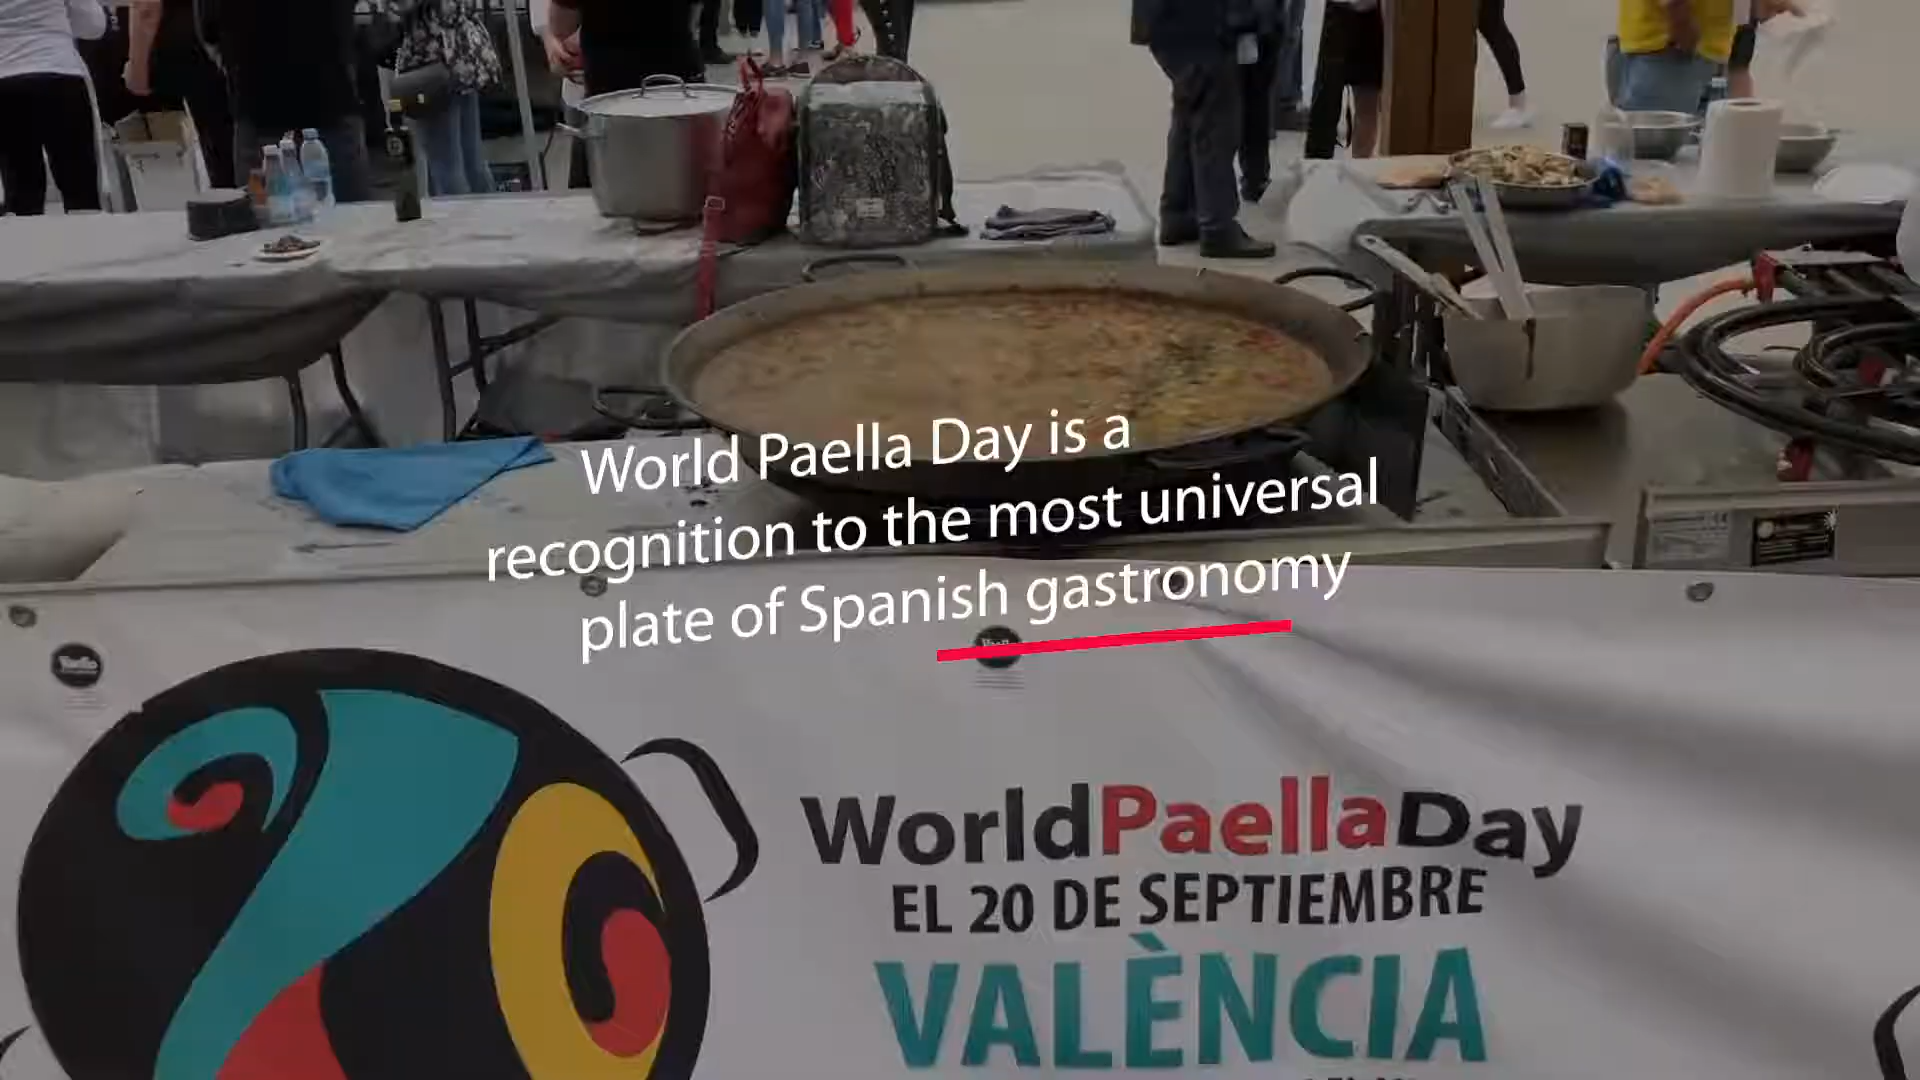 World Paella Day is a
recognition to the most universal
plate of Spanish gastronomy
WorldPaellaDay
EL 20 DE SEPTIEMBRE
VALÈNCIA